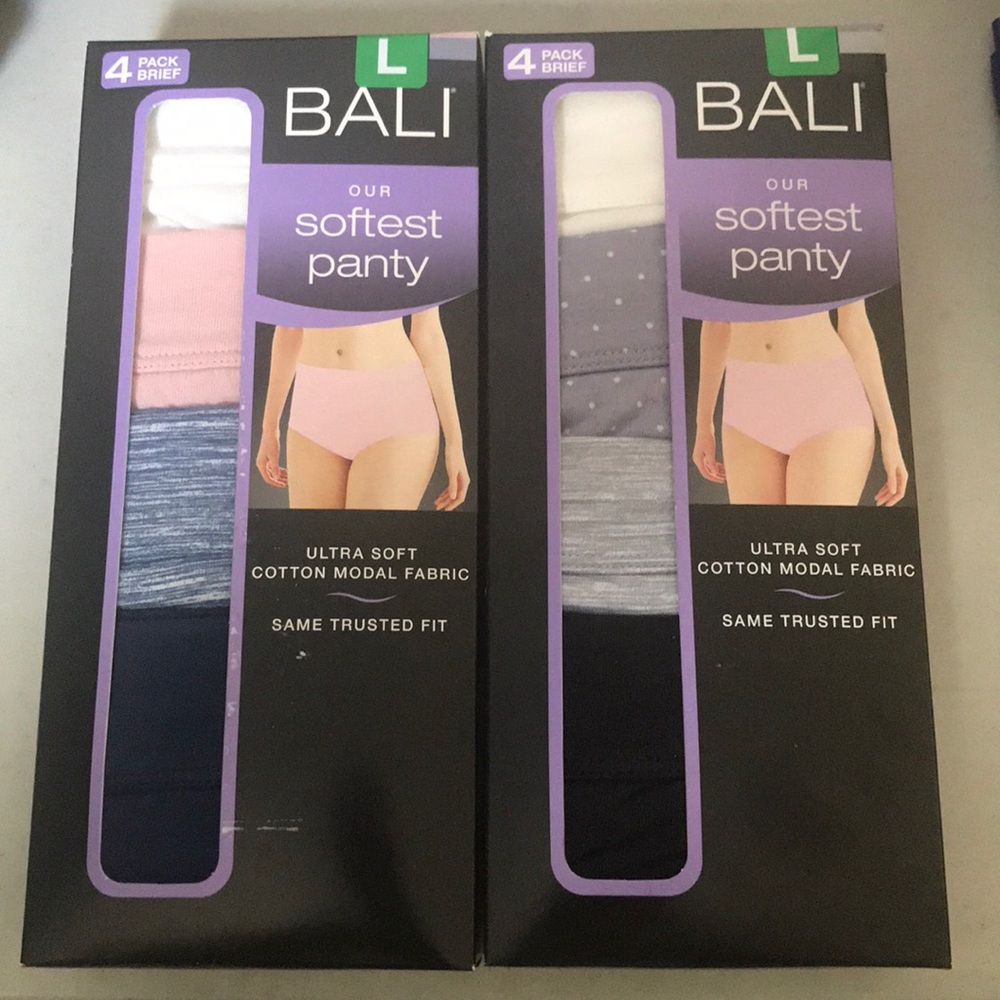 4 PACK
BRIEF
L
BALI
OUR
softest
panty
ULTRA SOFT
COTTON MODAL FABRIC
SAME TRUSTED FIT
4 PACK
BRIEF
L
BALI
OUR
softest
panty
ULTRA SOFT
COTTON MODAL FABRIC
SAME TRUSTED FIT